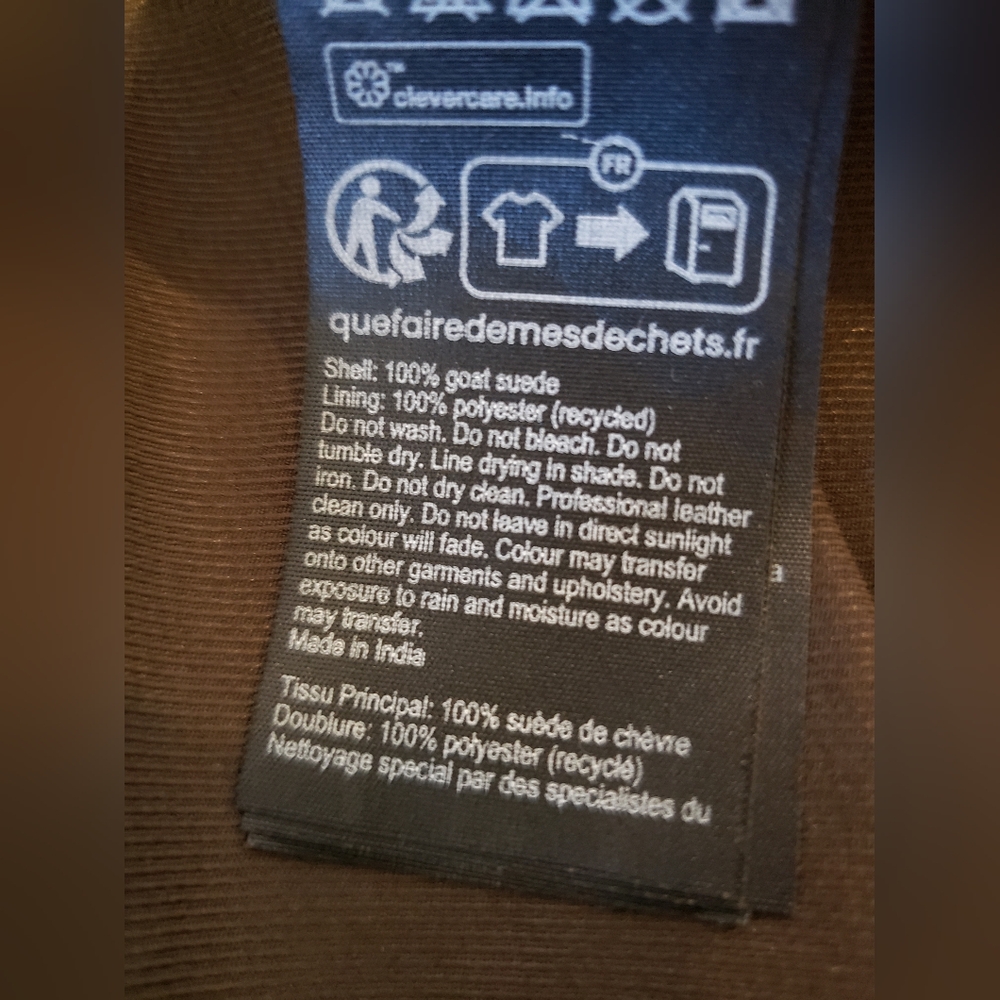 clevercare.info
FR
quefairedemesdechets.fr
Shell: 100% goat suede
Lining: 100% polyester (recycled)
Do not wash. Do not bleach. Do not
tumble dry. Line drying in shade. Do not
iron. Do not dry clean. Professional leather
clean only. Do not leave in direct sunlight
as colour will fade. Colour may transfer
onto other garments and upholstery. Avoid
exposure to rain and moisture as colour
may transfer.
Made in India
Tissu Principal: 100% suède de chèvre
Doublure: 100% polyester (recyclé)
Nettoyage special par des specialistes du
a